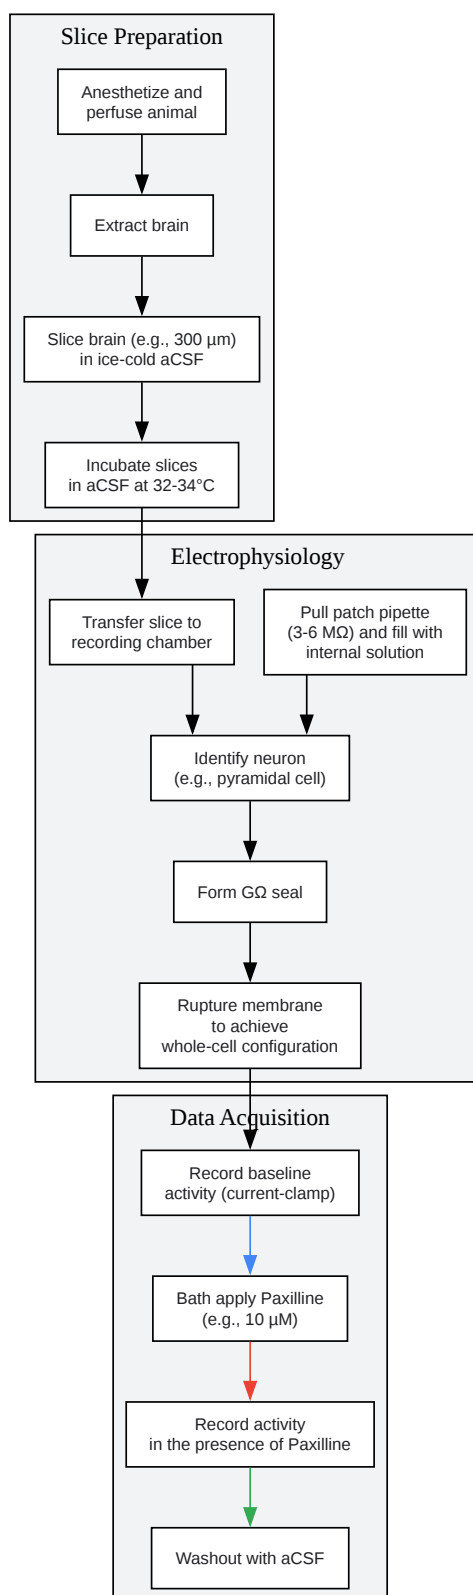 Slice Preparation
Anesthetize and
perfuse animal
Extract brain
Slice brain (e.g., 300 µm)
in ice-cold aCSF
Incubate slices
in aCSF at 32-34°C
Electrophysiology
Transfer slice to
recording chamber
Pull patch pipette
(3-6 MΩ) and fill with
internal solution
Identify neuron
(e.g., pyramidal cell)
Form GΩ seal
Rupture membrane
to achieve
whole-cell configuration
Data Acquisition
Record baseline
activity (current-clamp)
Bath apply Paxilline
(e.g., 10 µM)
Record activity
in the presence of Paxilline
Washout with aCSF